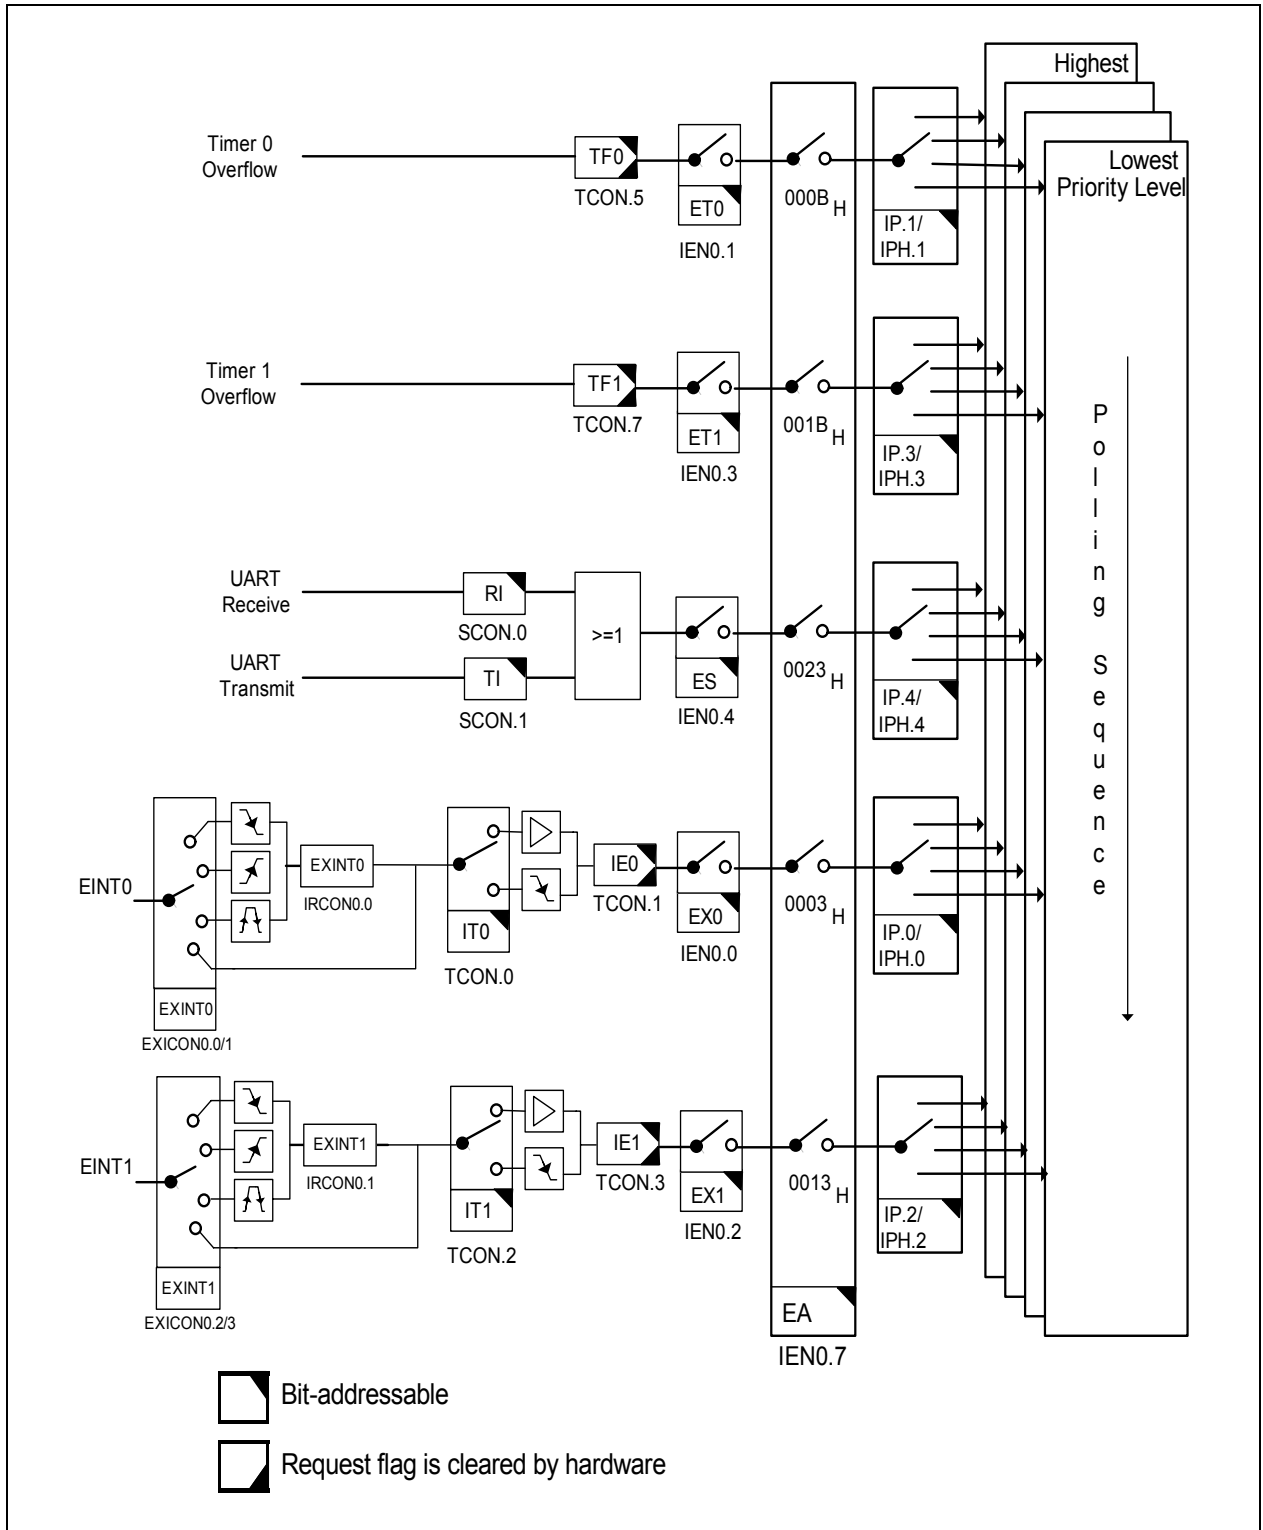 Highest
Lowest
Priority Level
Timer 0
Overflow
TF0
TCON.5
ET0
IEN0.1
000B H
IP.1/
IPH.1
Timer 1
Overflow
TF1
TCON.7
ET1
IEN0.3
001B H
IP.3/
IPH.3
UART
Receive
RI
SCON.0
UART
Transmit
TI
SCON.1
>=1
ES
IEN0.4
0023 H
IP.4/
IPH.4
EINT0
EXINT0
EXICON0.0/1
EXINT0
IRCON0.0
IT0
TCON.0
IE0
TCON.1
EX0
IEN0.0
0003 H
IP.0/
IPH.0
EINT1
EXINT1
EXICON0.2/3
EXINT1
IRCON0.1
IT1
TCON.2
IE1
TCON.3
EX1
IEN0.2
0013 H
IP.2/
IPH.2
EA
IEN0.7
Polling Sequence
Bit-addressable
Request flag is cleared by hardware